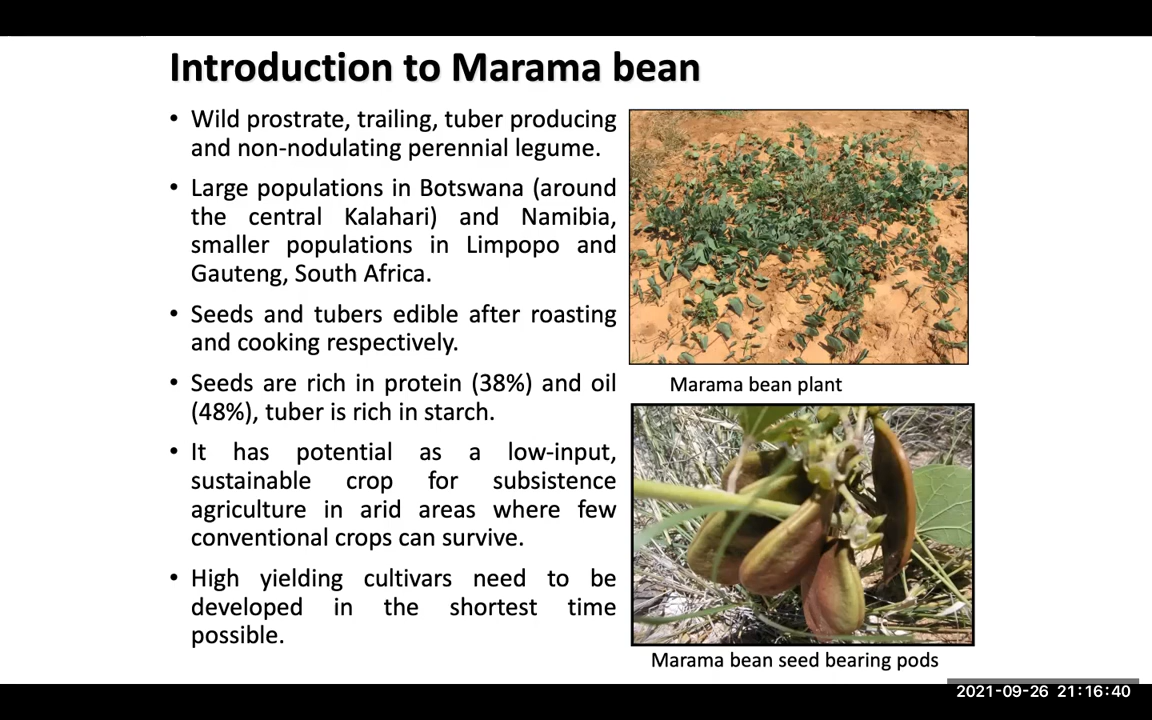 Introduction to Marama bean
• Wild prostrate, trailing, tuber producing
and non-nodulating perennial legume.
• Large populations in Botswana (around
the central Kalahari) and Namibia,
smaller populations in Limpopo and
Gauteng, South Africa.
• Seeds and tubers edible after roasting
and cooking respectively.
• Seeds are rich in protein (38%) and oil
(48%), tuber is rich in starch.
• It has potential as a low-input,
sustainable crop for subsistence
agriculture in arid areas where few
conventional crops can survive.
• High yielding cultivars need to be
developed in the shortest time
possible.
Marama bean plant
Marama bean seed bearing pods
2021-09-26 21:16:40